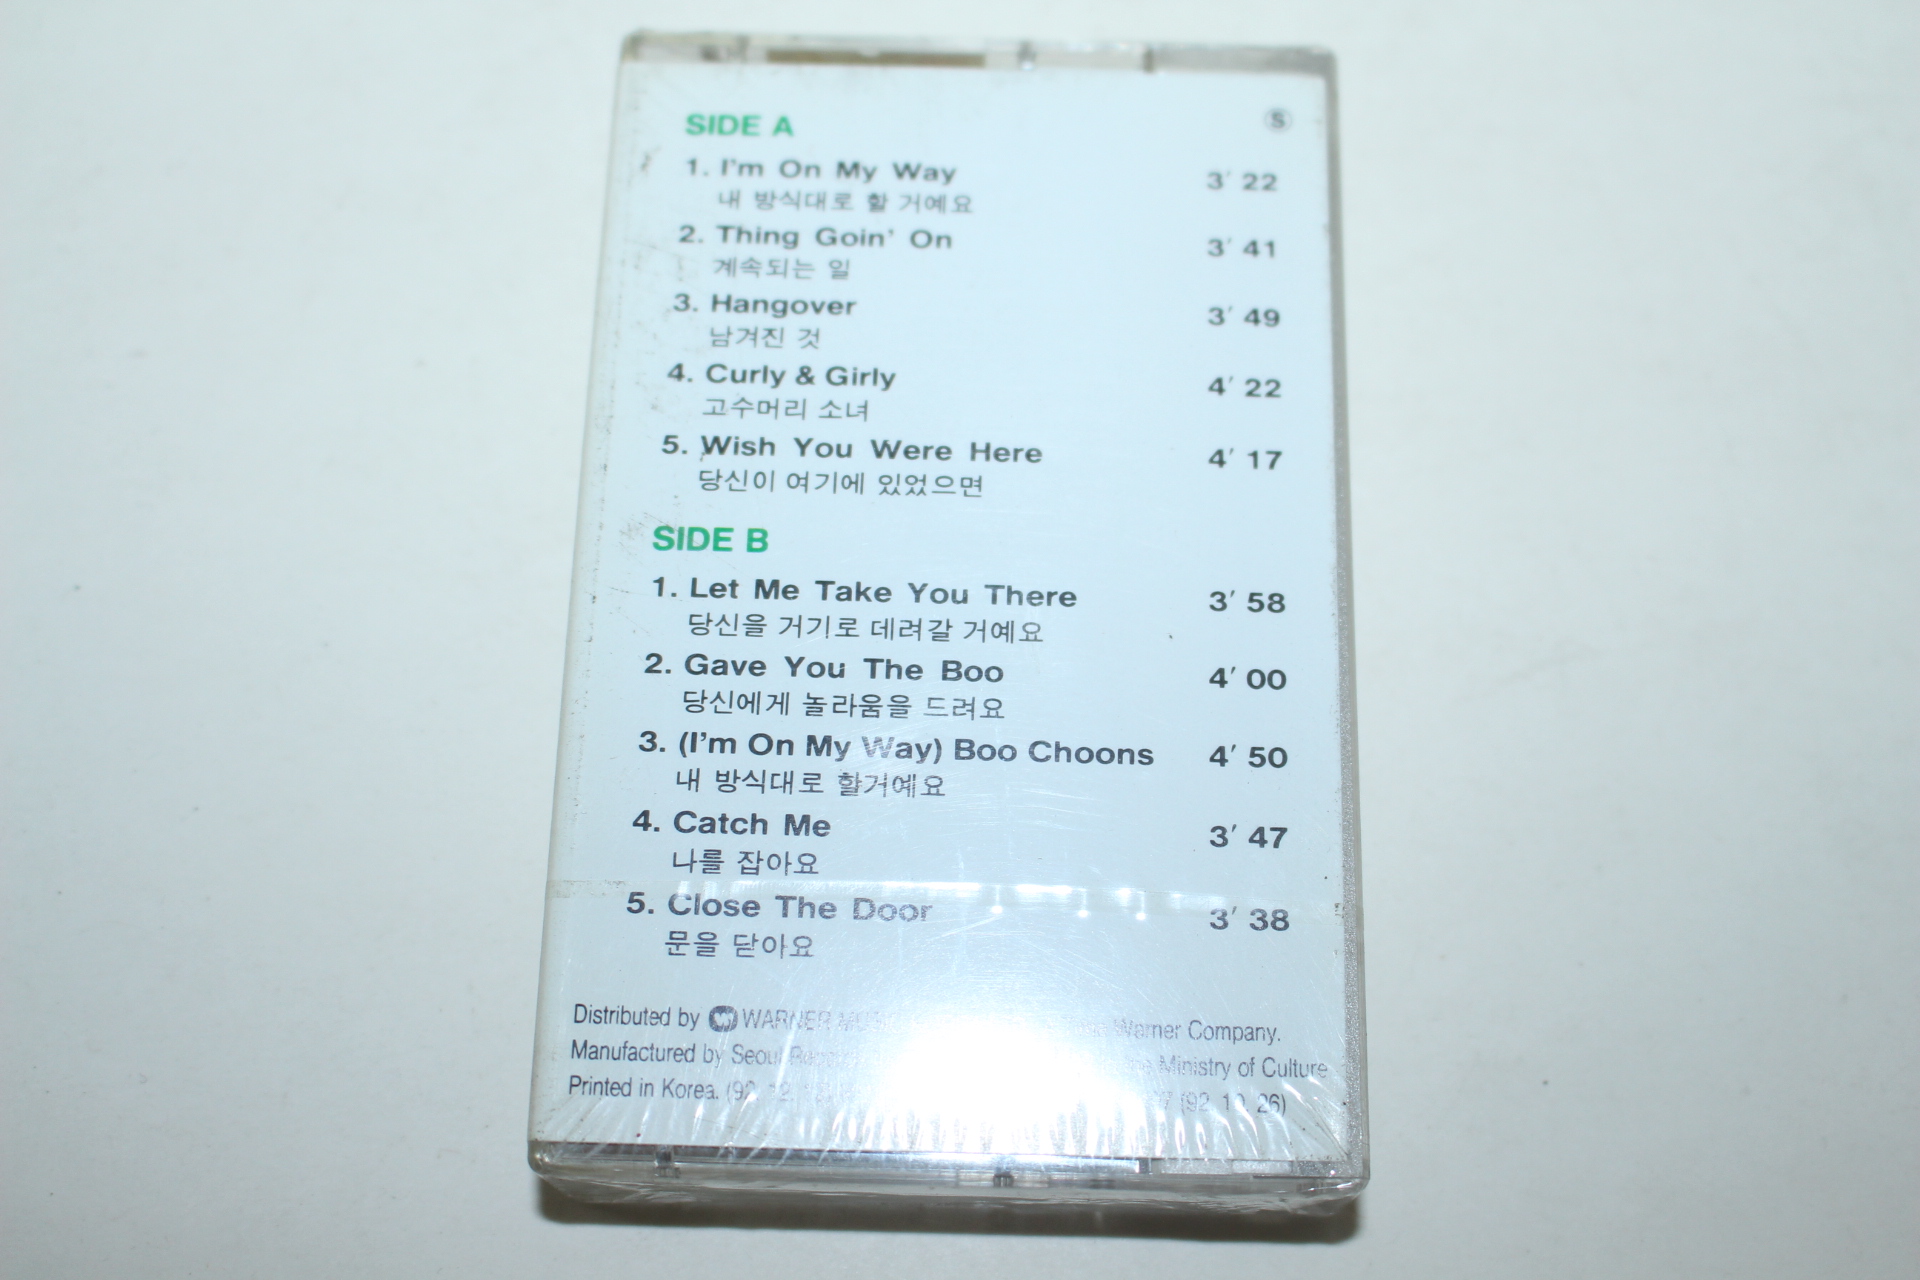 SIDE A
Ⓢ
1. I'm On My Way 3′ 22
내 방식대로 할 거예요
2. Thing Goin' On 3′ 41
계속되는 일
3. Hangover 3′ 49
남겨진 것
4. Curly & Girly 4′ 22
고수머리 소녀
5. Wish You Were Here 4′ 17
당신이 여기에 있었으면
SIDE B
1. Let Me Take You There 3′ 58
당신을 거기로 데려갈 거예요
2. Gave You The Boo 4′ 00
당신에게 놀라움을 드려요
3. (I'm On My Way) Boo Choons 4′ 50
내 방식대로 할거예요
4. Catch Me 3′ 47
나를 잡아요
5. Close The Door 3′ 38
문을 닫아요
Distributed by WARNER MUSIC Warner Company.
Manufactured by Seoul Ministry of Culture
Printed in Korea. (92. 10. 26)